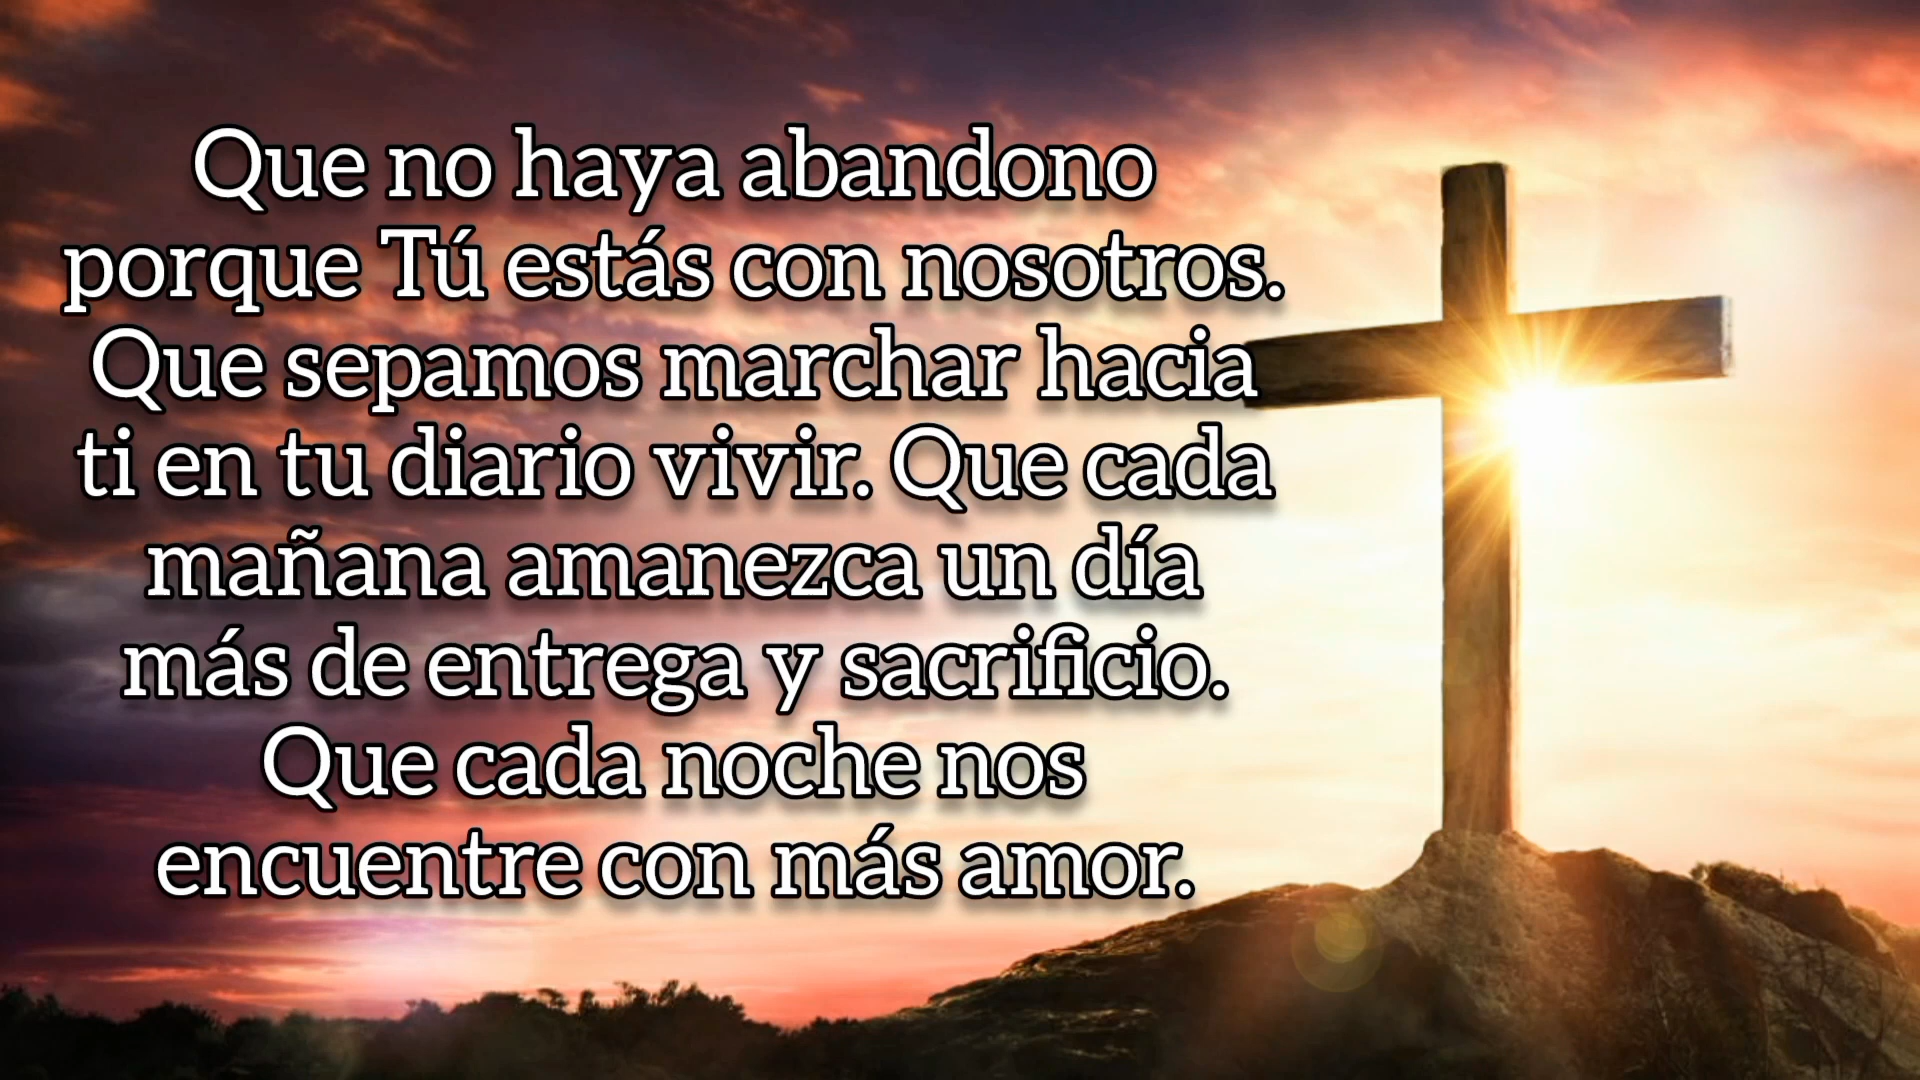 Que no haya abandono
porque Tú estás con nosotros.
Que sepamos marchar hacia
ti en tu diario vivir. Que cada
mañana amanezca un día
más de entrega y sacrificio.
Que cada noche nos
encuentre con más amor.